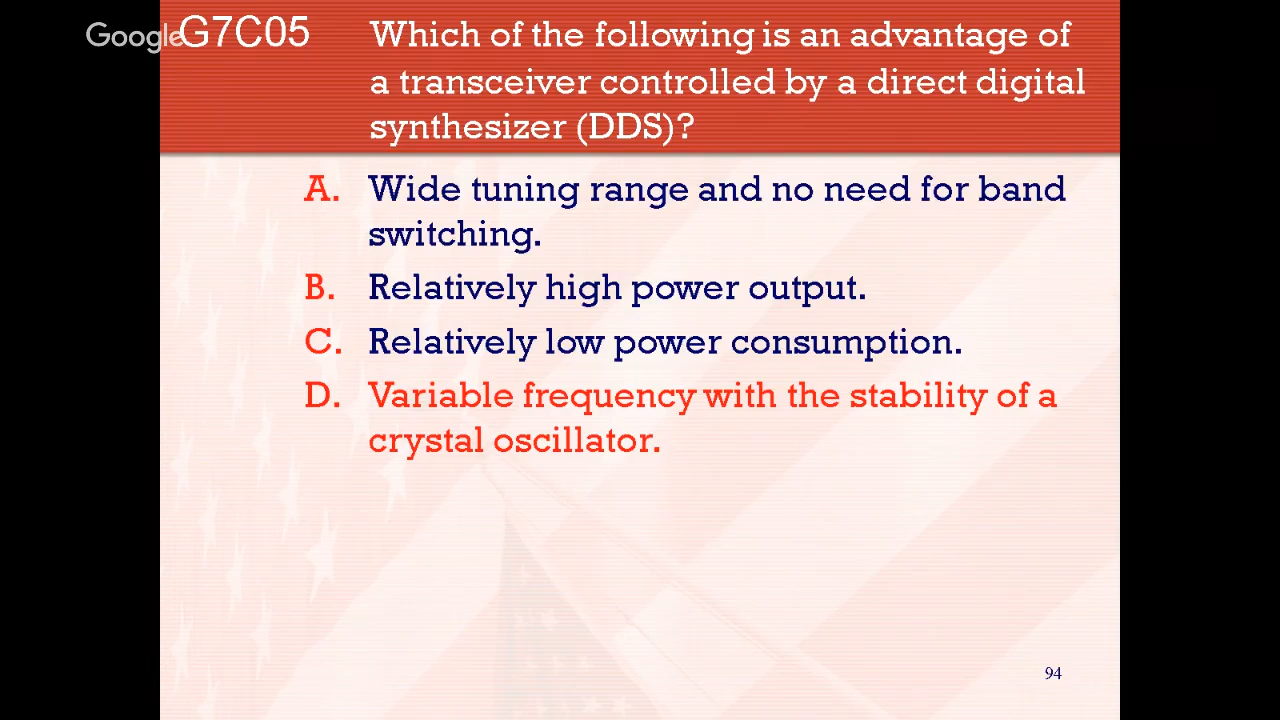 Google
G7C05
Which of the following is an advantage of
a transceiver controlled by a direct digital
synthesizer (DDS)?
A. Wide tuning range and no need for band
switching.
B. Relatively high power output.
C. Relatively low power consumption.
D. Variable frequency with the stability of a
crystal oscillator.
94